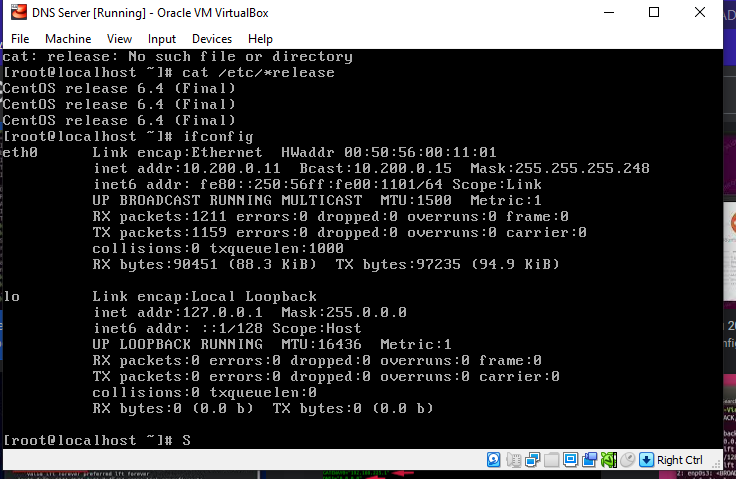 DNS Server [Running] - Oracle VM VirtualBox
File Machine View Input Devices Help
cat: release: No such file or directory
[root@localhost ~]# cat /etc/*release
CentOS release 6.4 (Final)
CentOS release 6.4 (Final)
CentOS release 6.4 (Final)
[root@localhost ~]# ifconfig
eth0 Link encap:Ethernet HWaddr 00:50:56:00:11:01
inet addr:10.200.0.11 Bcast:10.200.0.15 Mask:255.255.255.248
inet6 addr: fe80::250:56ff:fe00:1101/64 Scope:Link
UP BROADCAST RUNNING MULTICAST MTU:1500 Metric:1
RX packets:1211 errors:0 dropped:0 overruns:0 frame:0
TX packets:1159 errors:0 dropped:0 overruns:0 carrier:0
collisions:0 txqueuelen:1000
RX bytes:90451 (88.3 KiB) TX bytes:97235 (94.9 KiB)
lo Link encap:Local Loopback
inet addr:127.0.0.1 Mask:255.0.0.0
inet6 addr: ::1/128 Scope:Host
UP LOOPBACK RUNNING MTU:16436 Metric:1
RX packets:0 errors:0 dropped:0 overruns:0 frame:0
TX packets:0 errors:0 dropped:0 overruns:0 carrier:0
collisions:0 txqueuelen:0
RX bytes:0 (0.0 b) TX bytes:0 (0.0 b)
[root@localhost ~]# S
Right Ctrl